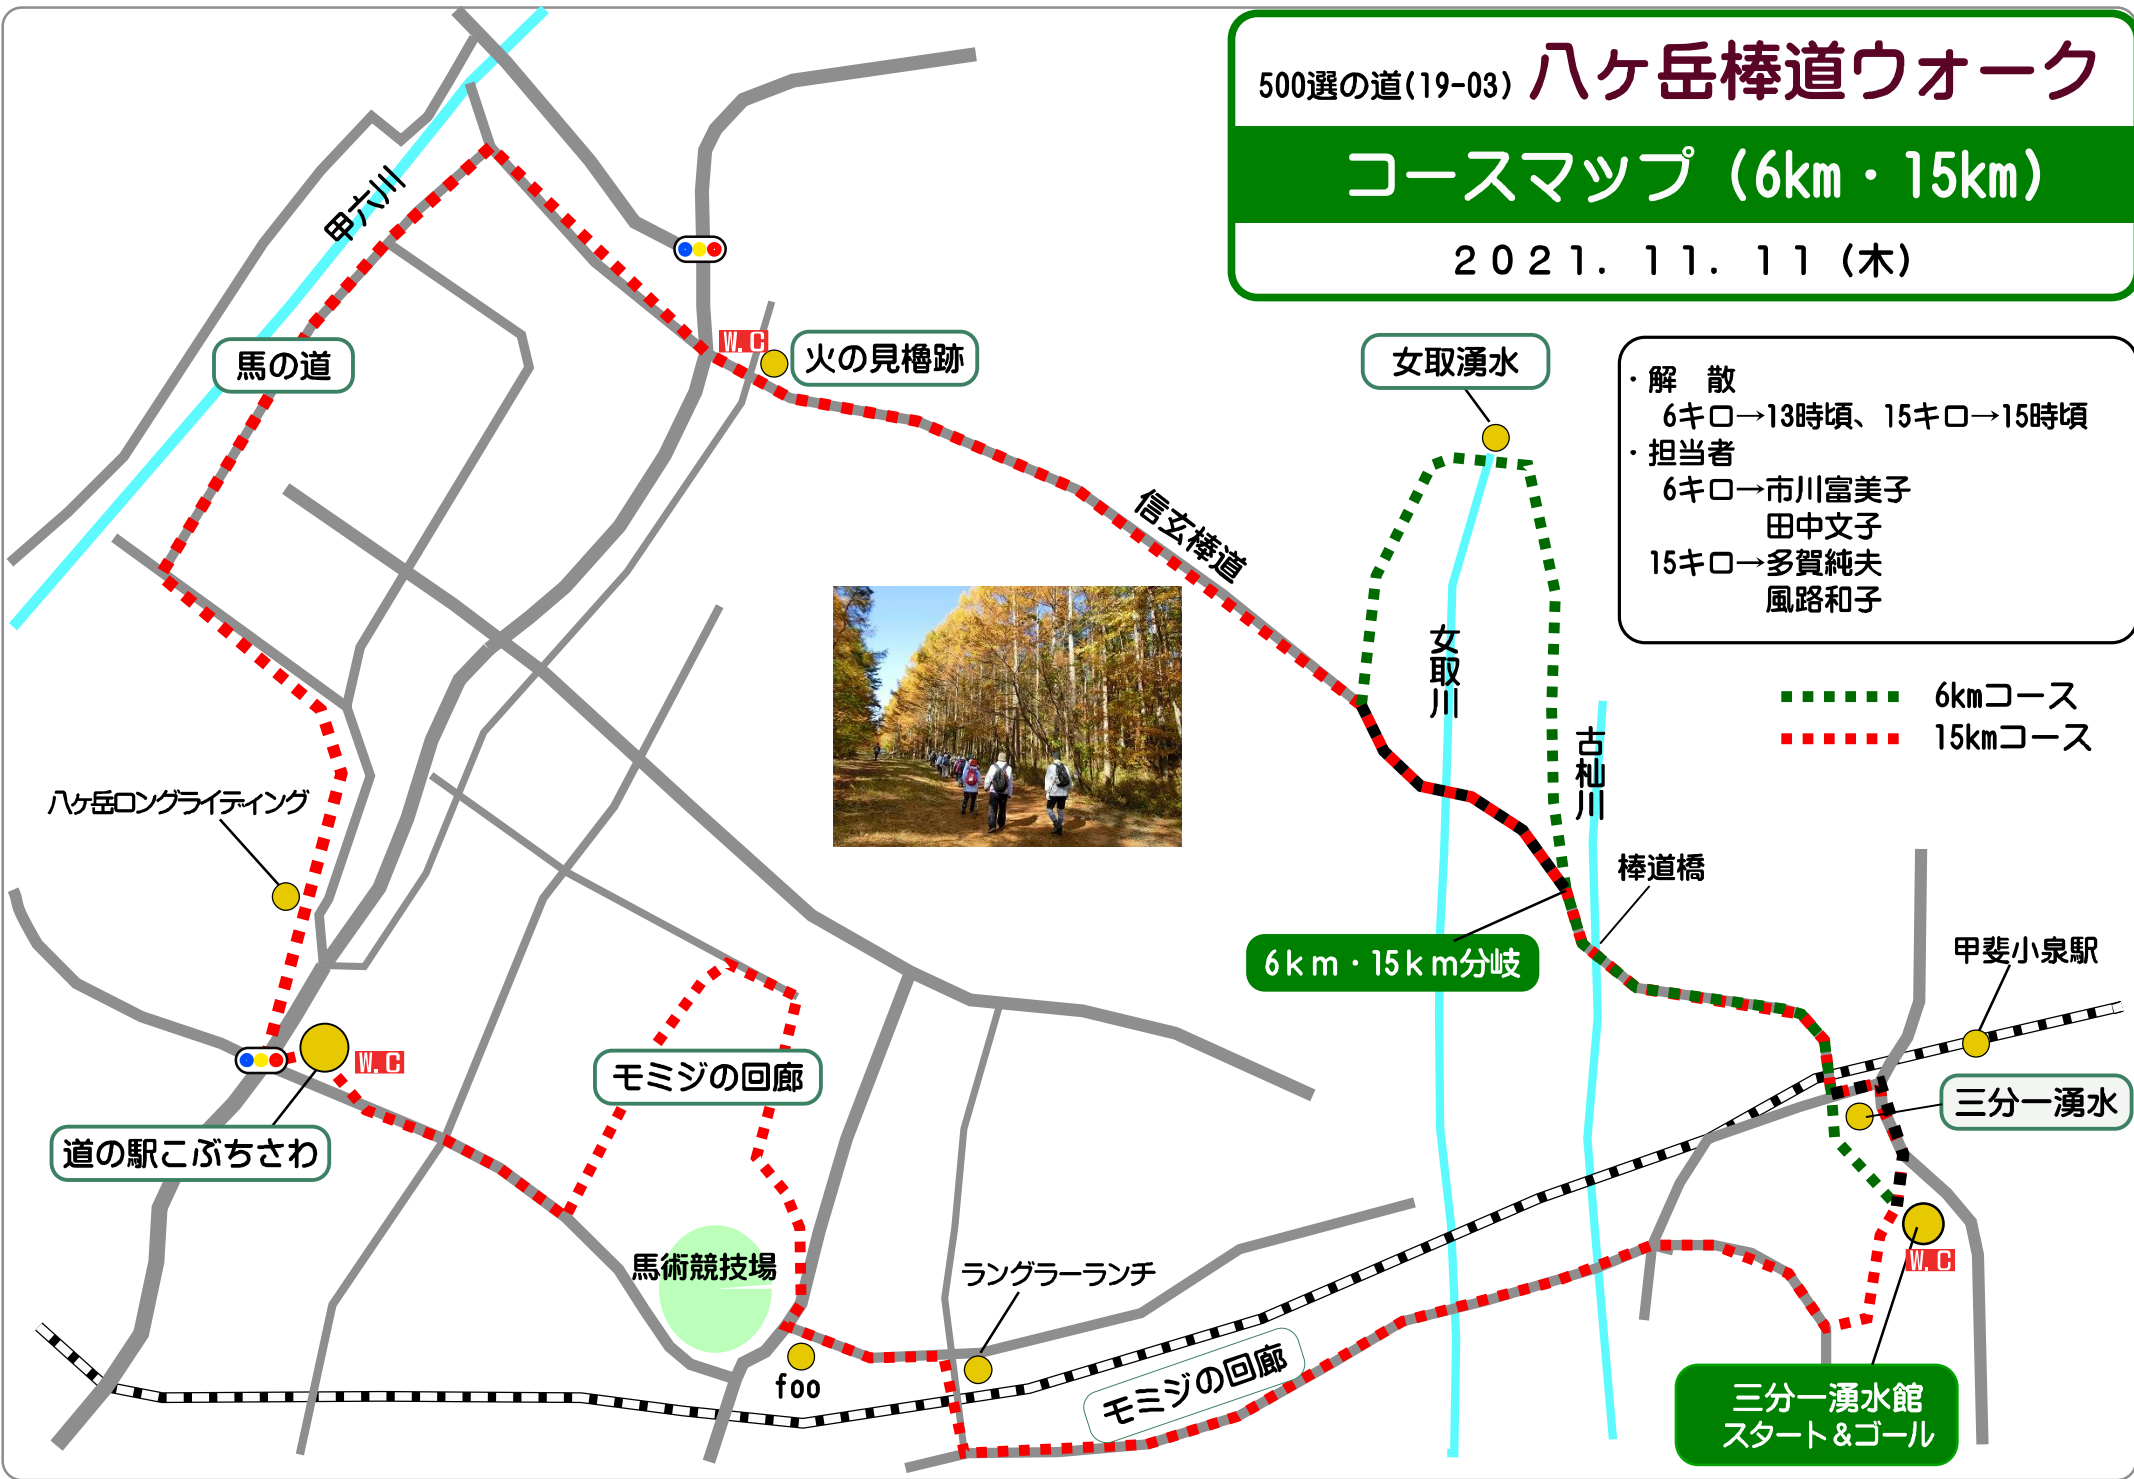 500選の道(19-03) 八ヶ岳棒道ウォーク
コースマップ（6km・15km）
２０２１．１１．１１（木）
甲六川
馬の道
W.C
火の見櫓跡
女取湧水
・解　散
6キロ→13時頃、15キロ→15時頃
・担当者
6キロ→市川富美子
田中文子
15キロ→多賀純夫
風路和子
信玄棒道
女取川
古杣川
6kmコース
15kmコース
八ヶ岳ロングライディング
棒道橋
6ｋｍ・15ｋｍ分岐
甲斐小泉駅
W.C
モミジの回廊
三分一湧水
道の駅こぶちさわ
馬術競技場
ラングラーランチ
W.C
foo
モミジの回廊
三分一湧水館
スタート＆ゴール